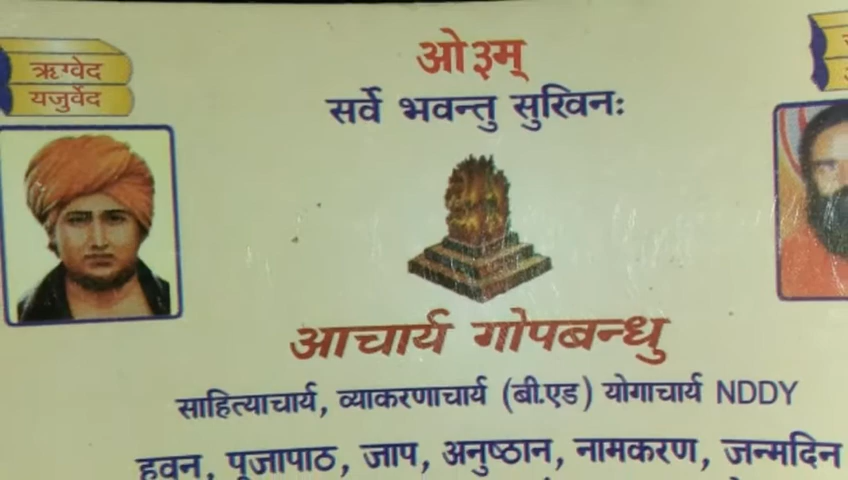 ऋग्वेद
यजुर्वेद
ओ३म्
सर्वे भवन्तु सुखिनः
आचार्य गोपबन्धु
साहित्याचार्य, व्याकरणाचार्य (बी.एड) योगाचार्य NDDY
हवन, पूजापाठ, जाप, अनुष्ठान, नामकरण, जन्मदिन